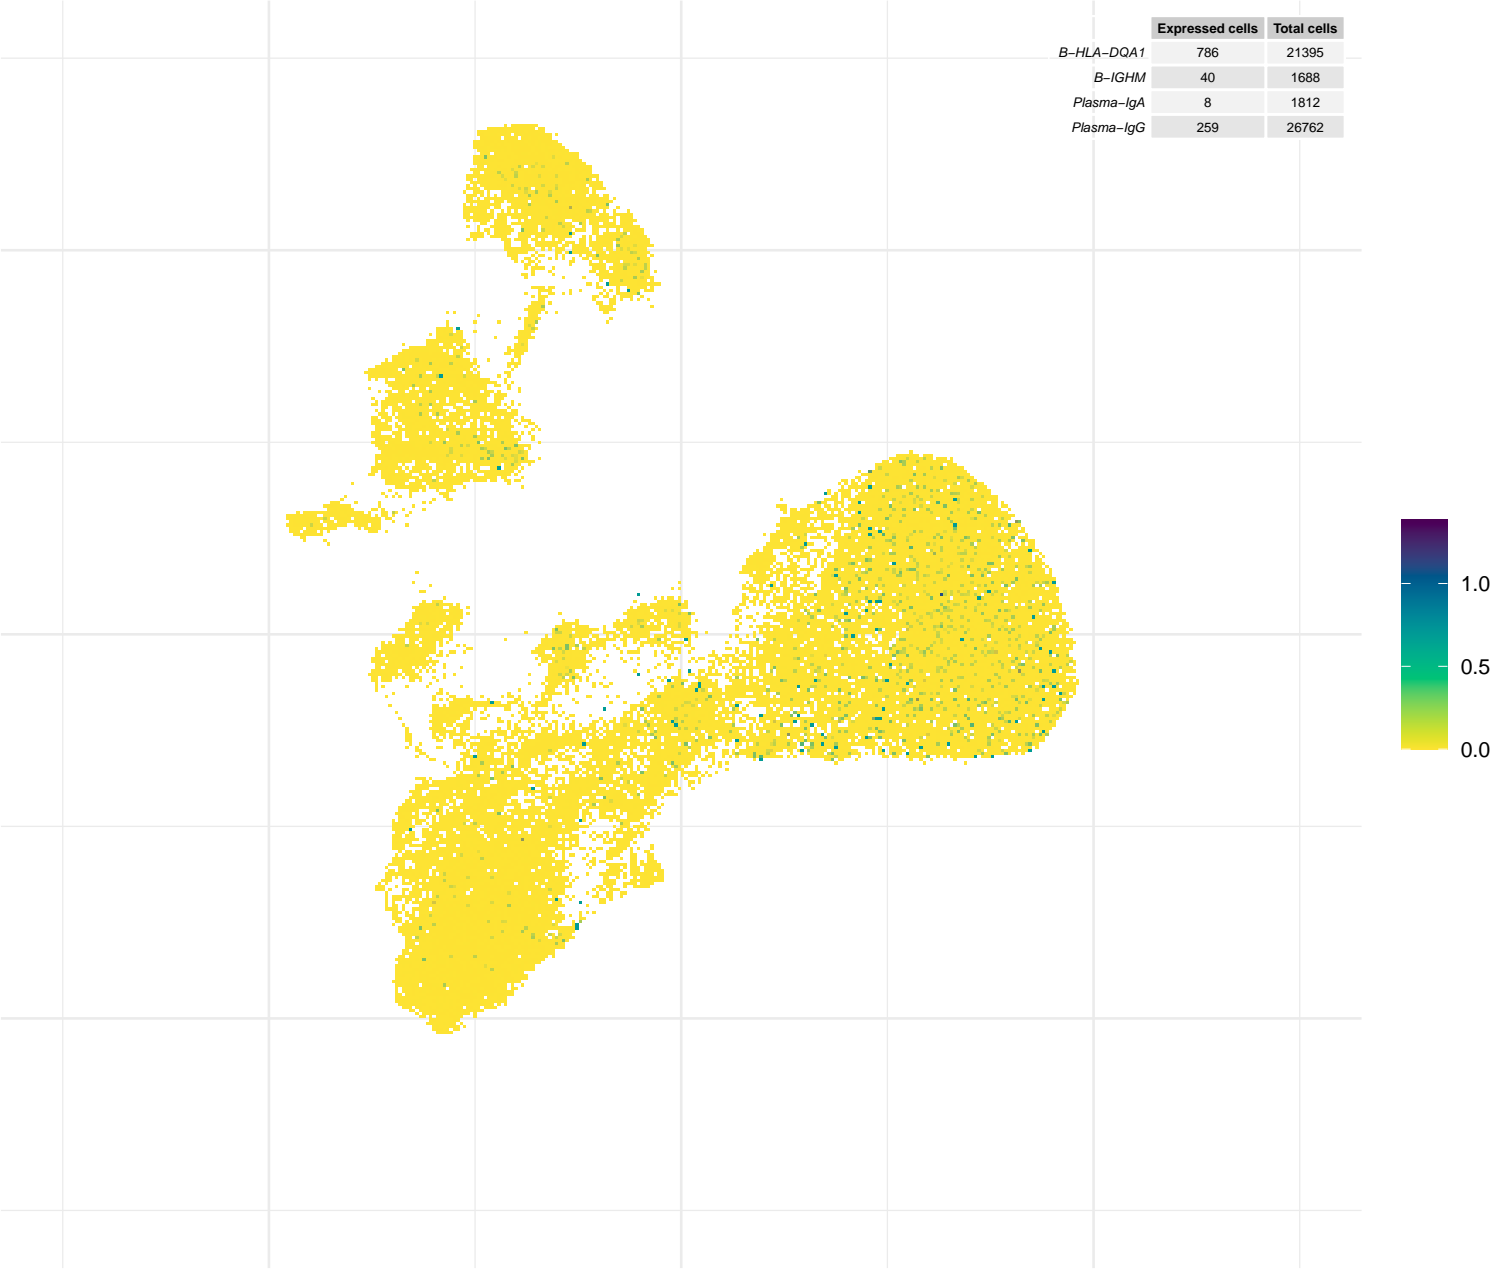 Expressed cells Total cells
B−HLA−DQA1 786 21395
B−IGHM 40 1688
Plasma−IgA 8 1812
Plasma−IgG 259 26762
1.0
0.5
0.0